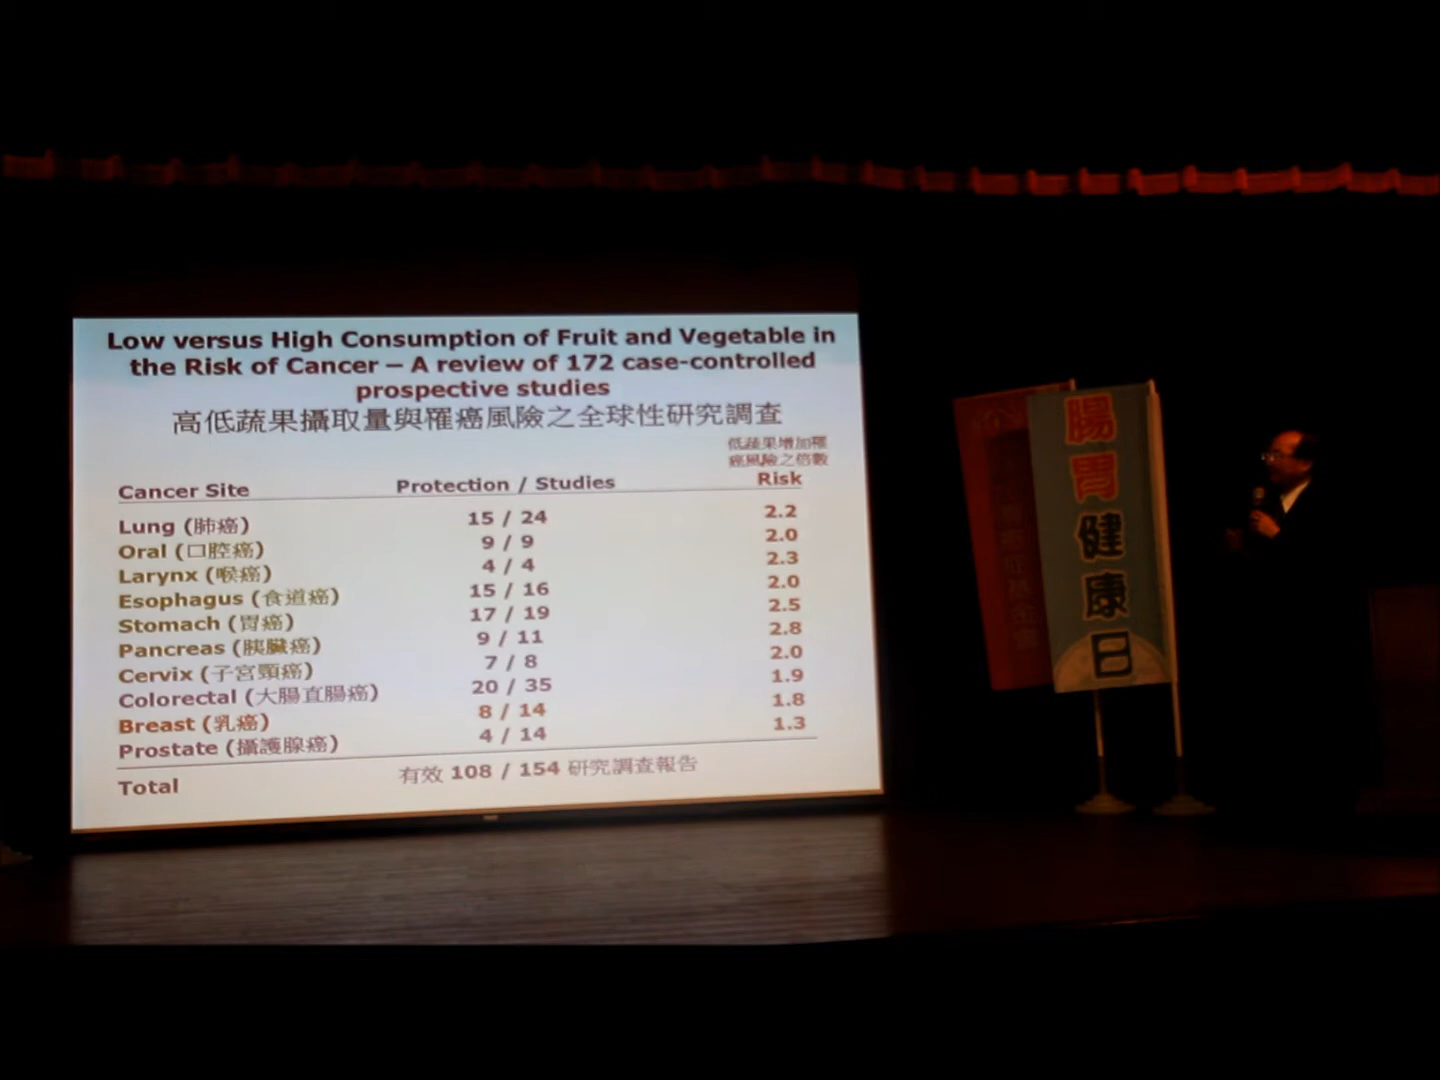 Low versus High Consumption of Fruit and Vegetable in
the Risk of Cancer – A review of 172 case-controlled
prospective studies
高低蔬果攝取量與罹癌風險之全球性研究調查
低蔬果增加罹
癌風險之倍數
Cancer Site Protection / Studies Risk
Lung (肺癌) 15 / 24 2.2
Oral (口腔癌) 9 / 9 2.0
Larynx (喉癌) 4 / 4 2.3
Esophagus (食道癌) 15 / 16 2.0
Stomach (胃癌) 17 / 19 2.5
Pancreas (胰臟癌) 9 / 11 2.8
Cervix (子宮頸癌) 7 / 8 2.0
Colorectal (大腸直腸癌) 20 / 35 1.9
Breast (乳癌) 8 / 14 1.8
Prostate (攝護腺癌) 4 / 14 1.3
Total 有效 108 / 154 研究調查報告
腸胃健康日